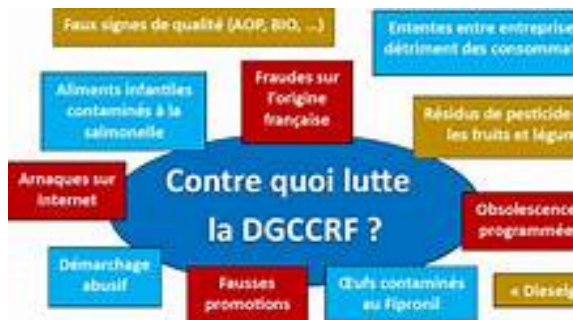 Faux signes de qualité (AOP, BIO, ...)
Ententes entre entreprise
détriment des consommat
Aliments infantiles
contaminés à la
salmonelle
Fraudes sur
l'origine
française
Résidus de pesticide
les fruits et légum
Arnaques sur
Internet
Contre quoi lutte
la DGCCRF ?
Obsolescence
programmée
Démarchage
abusif
Fausses
promotions
Œufs contaminés
au Fipronil
« Dieselg